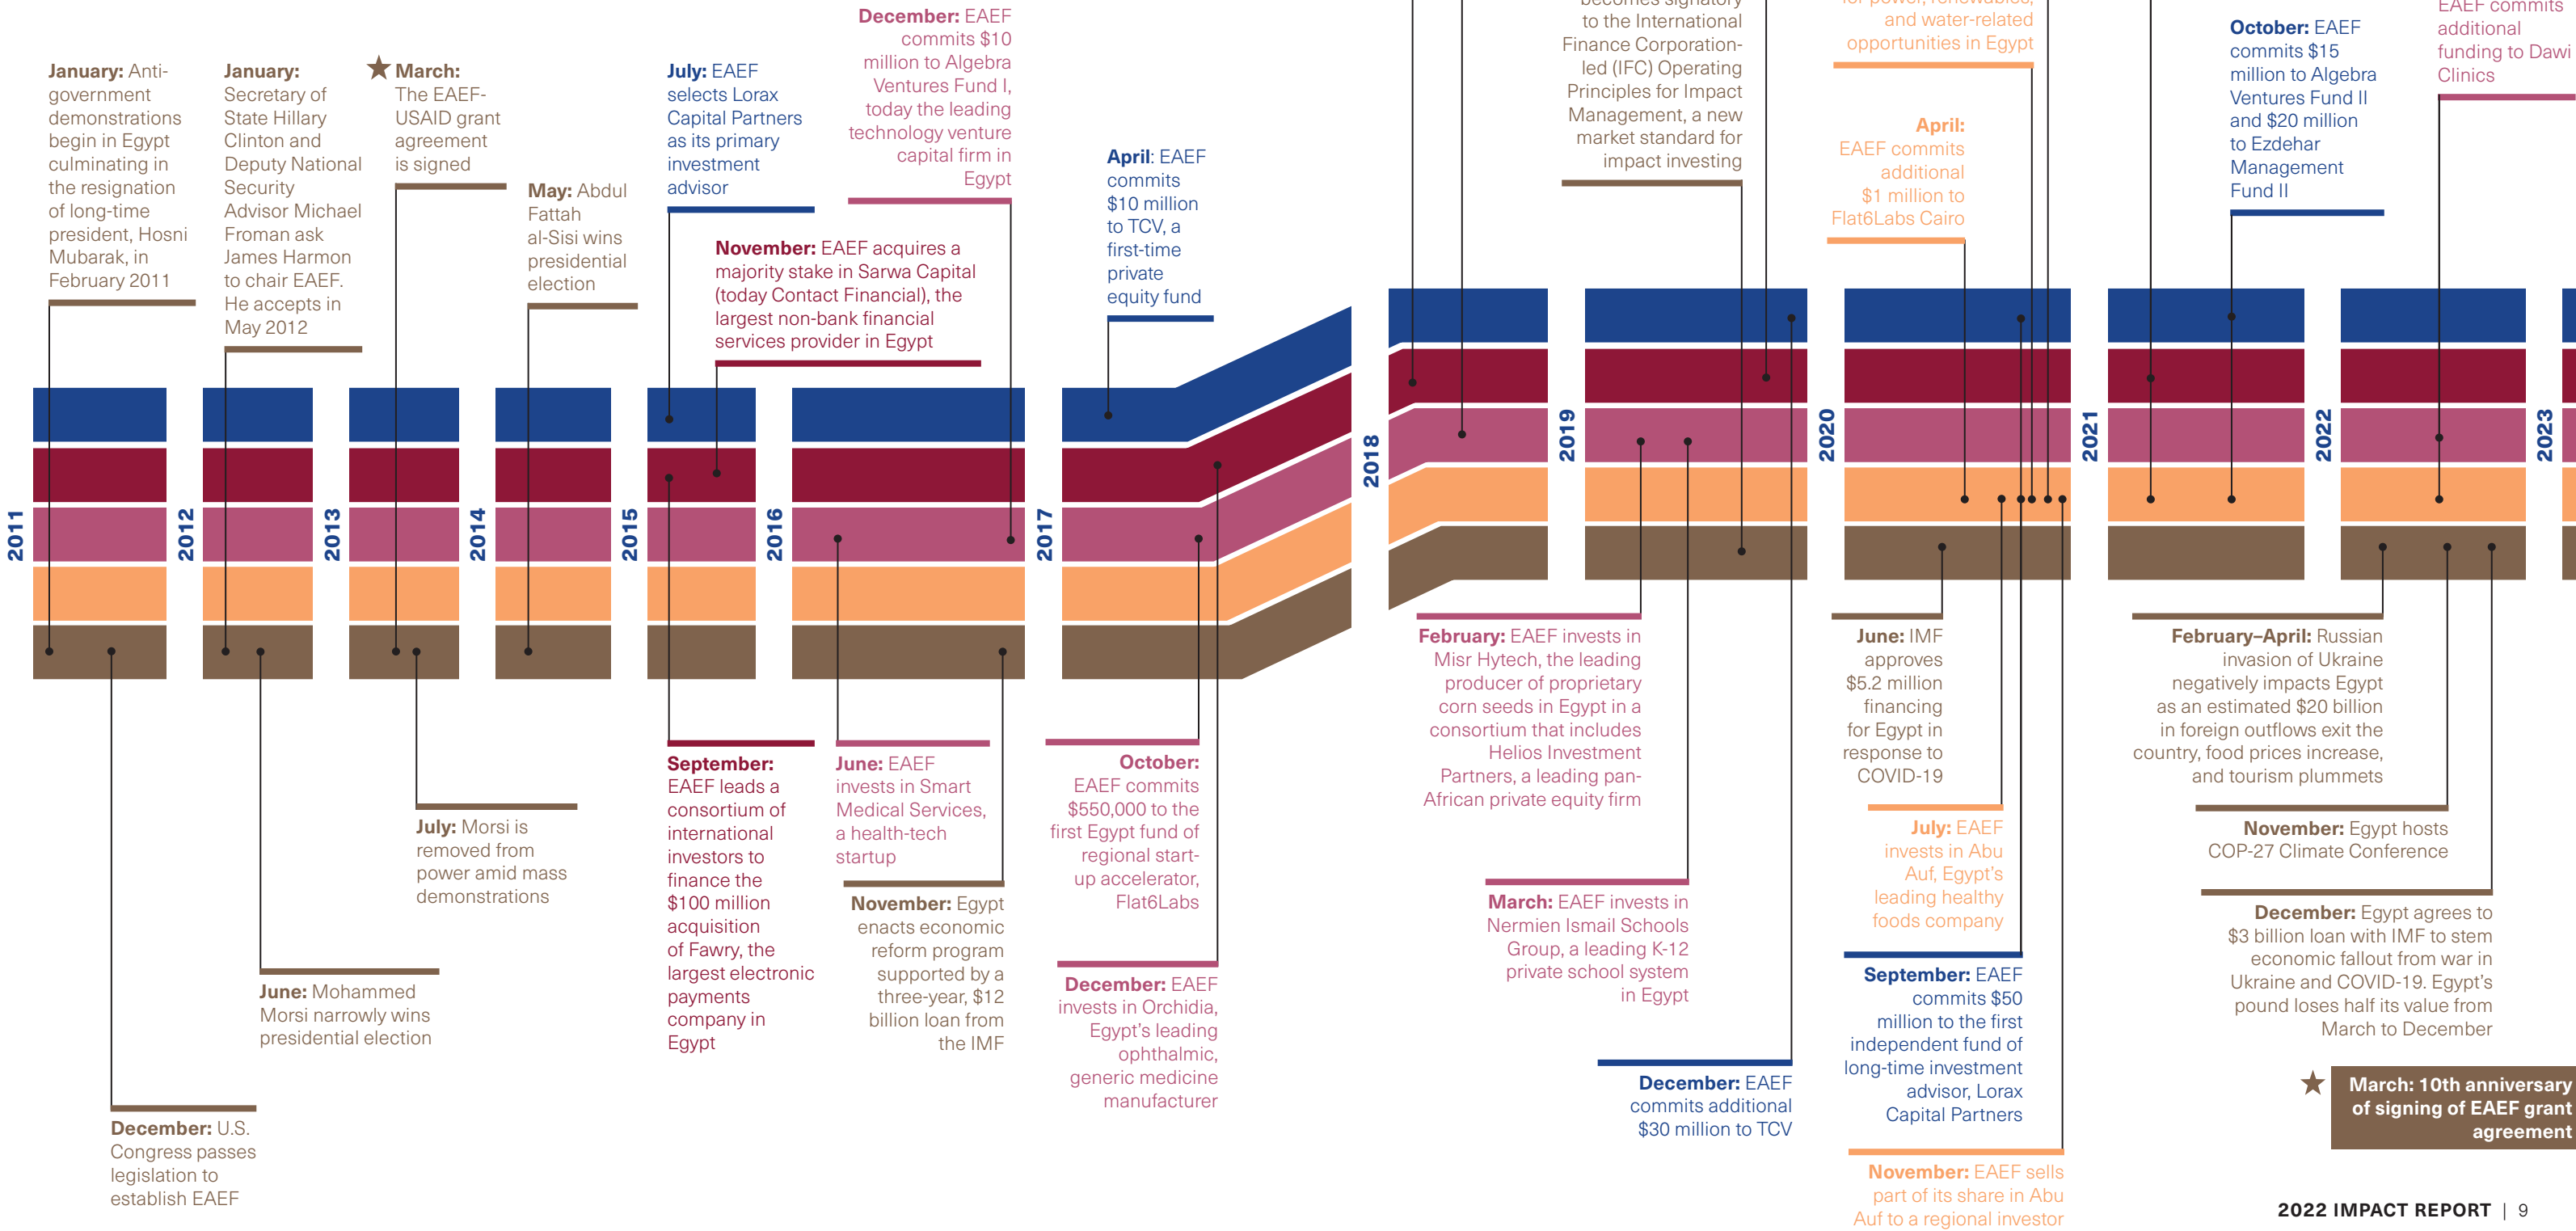 January: Anti-
government
demonstrations
begin in Egypt
culminating in
the resignation
of long-time
president, Hosni
Mubarak, in
February 2011
January:
Secretary of
State Hillary
Clinton and
Deputy National
Security
Advisor Michael
Froman ask
James Harmon
to chair EAEF.
He accepts in
May 2012
March:
The EAEF-
USAID grant
agreement
is signed
May: Abdul
Fattah
al-Sisi wins
presidential
election
July: EAEF
selects Lorax
Capital Partners
as its primary
investment
advisor
November: EAEF acquires a
majority stake in Sarwa Capital
(today Contact Financial), the
largest non-bank financial
services provider in Egypt
December: EAEF
commits $10
million to Algebra
Ventures Fund I,
today the leading
technology venture
capital firm in
Egypt
April: EAEF
commits
$10 million
to TCV, a
first-time
private
equity fund
becomes signatory
to the International
Finance Corporation-
led (IFC) Operating
Principles for Impact
Management, a new
market standard for
impact investing
for power, renewables,
and water-related
opportunities in Egypt
April:
EAEF commits
additional
$1 million to
Flat6Labs Cairo
October: EAEF
commits $15
million to Algebra
Ventures Fund II
and $20 million
to Ezdehar
Management
Fund II
EAEF commits
additional
funding to Dawi
Clinics
2011
2012
2013
2014
2015
2016
2017
2018
2019
2020
2021
2022
2023
December: U.S.
Congress passes
legislation to
establish EAEF
June: Mohammed
Morsi narrowly wins
presidential election
July: Morsi is
removed from
power amid mass
demonstrations
September:
EAEF leads a
consortium of
international
investors to
finance the
$100 million
acquisition
of Fawry, the
largest electronic
payments
company in
Egypt
June: EAEF
invests in Smart
Medical Services,
a health-tech
startup
November: Egypt
enacts economic
reform program
supported by a
three-year, $12
billion loan from
the IMF
October:
EAEF commits
$550,000 to the
first Egypt fund of
regional start-
up accelerator,
Flat6Labs
December: EAEF
invests in Orchidia,
Egypt's leading
ophthalmic,
generic medicine
manufacturer
February: EAEF invests in
Misr Hytech, the leading
producer of proprietary
corn seeds in Egypt in a
consortium that includes
Helios Investment
Partners, a leading pan-
African private equity firm
March: EAEF invests in
Nermien Ismail Schools
Group, a leading K-12
private school system
in Egypt
December: EAEF
commits additional
$30 million to TCV
June: IMF
approves
$5.2 million
financing
for Egypt in
response to
COVID-19
July: EAEF
invests in Abu
Auf, Egypt's
leading healthy
foods company
September: EAEF
commits $50
million to the first
independent fund of
long-time investment
advisor, Lorax
Capital Partners
November: EAEF sells
part of its share in Abu
Auf to a regional investor
February–April: Russian
invasion of Ukraine
negatively impacts Egypt
as an estimated $20 billion
in foreign outflows exit the
country, food prices increase,
and tourism plummets
November: Egypt hosts
COP-27 Climate Conference
December: Egypt agrees to
$3 billion loan with IMF to stem
economic fallout from war in
Ukraine and COVID-19. Egypt's
pound loses half its value from
March to December
March: 10th anniversary
of signing of EAEF grant
agreement
2022 IMPACT REPORT | 9